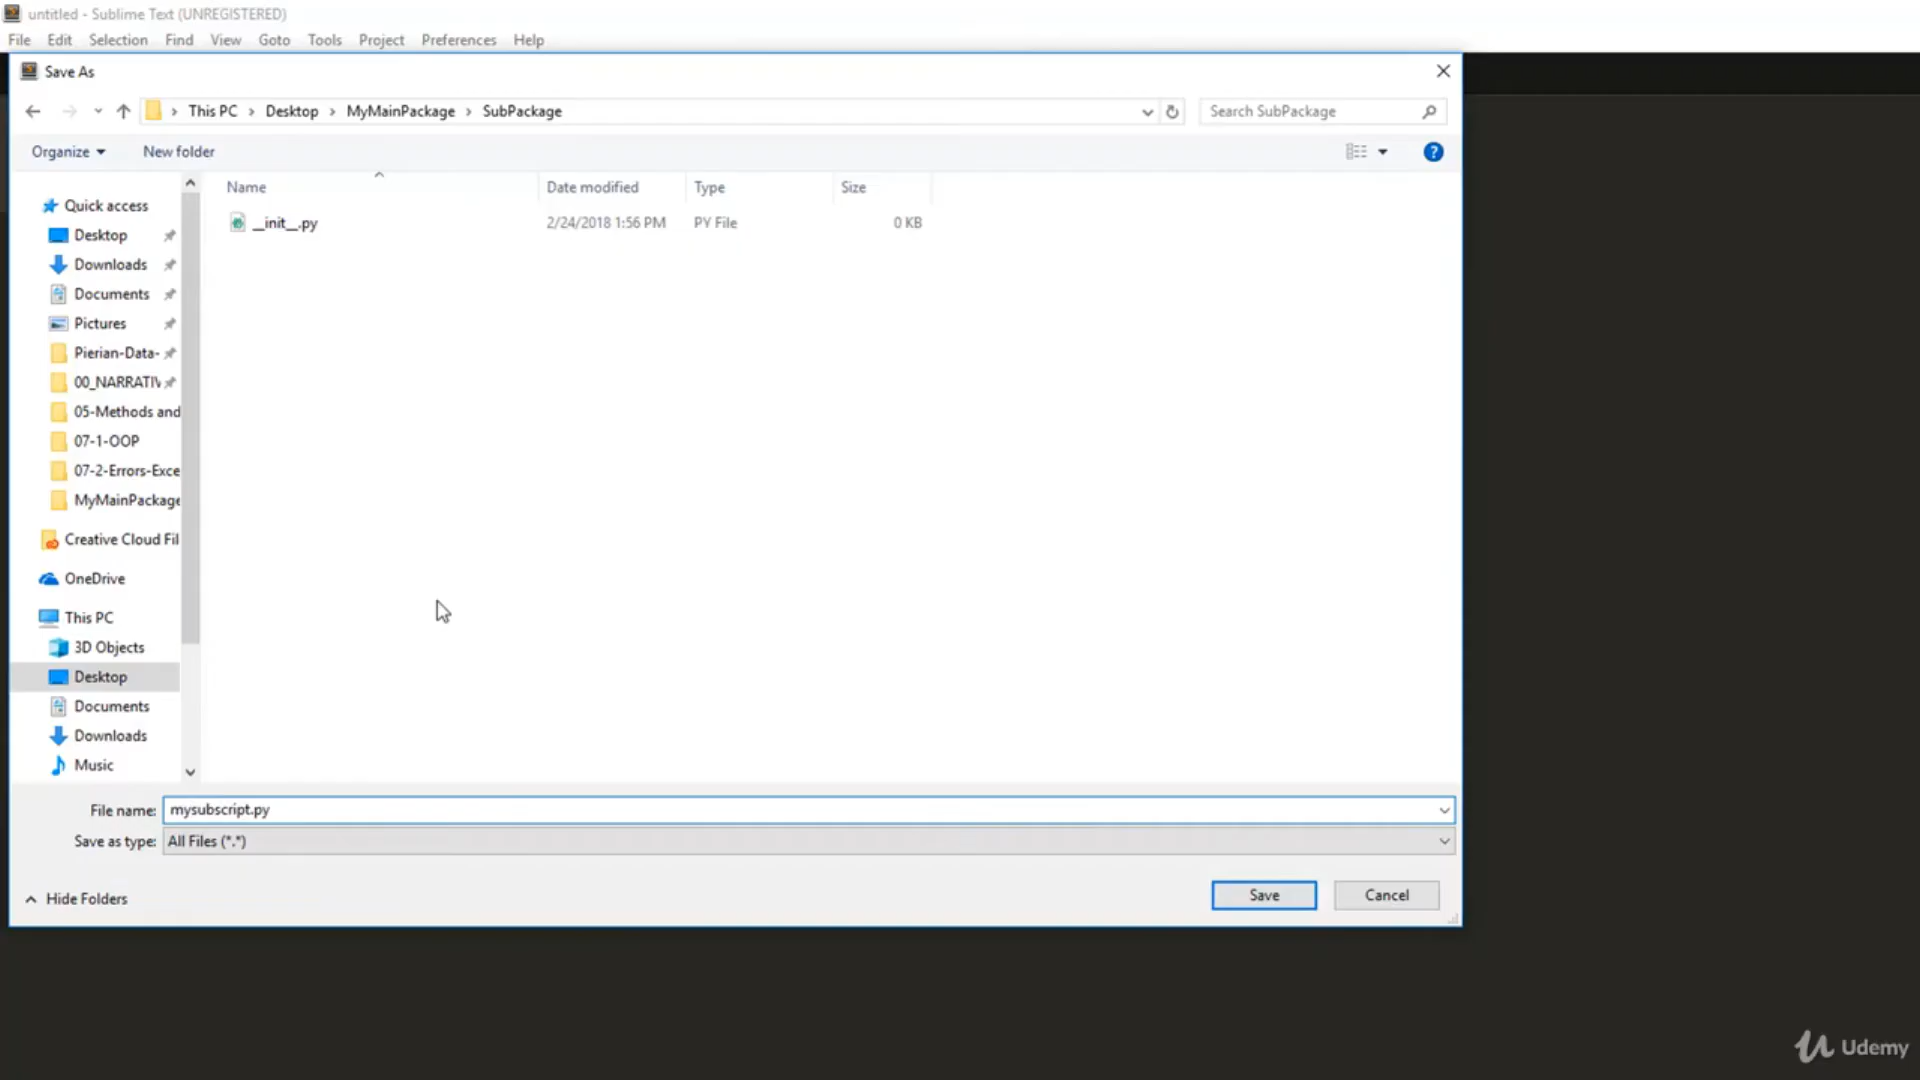 untitled - Sublime Text (UNREGISTERED)
File Edit Selection Find View Goto Tools Project Preferences Help
Save As
This PC Desktop MyMainPackage SubPackage
Search SubPackage
Organize New folder
Name Date modified Type Size
__init__.py 2/24/2018 1:56 PM PY File 0 KB
Quick access
Desktop
Downloads
Documents
Pictures
Pierian-Data-
00_NARRATIV
05-Methods and
07-1-OOP
07-2-Errors-Exce
MyMainPackage
Creative Cloud Fil
OneDrive
This PC
3D Objects
Desktop
Documents
Downloads
Music
File name: mysubscript.py
Save as type: All Files (*.*)
Hide Folders
Save Cancel
Udemy